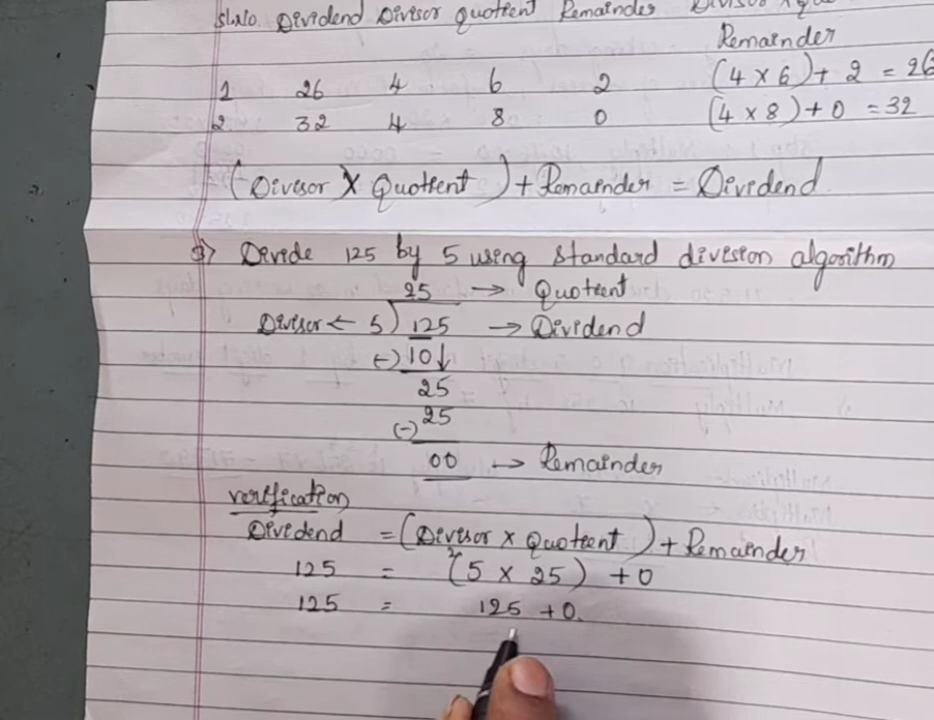 Sl.No. Dividend Divisor Quotient Remainder Divisor x Quo
Remainder
1 26 4 6 2 (4 x 6) + 2 = 26
2 32 4 8 0 (4 x 8) + 0 = 32
(Divisor X Quotient) + Remainder = Dividend
Divide 125 by 5 using standard division algorithm
25 → Quotient
Divisor ← 5) 125 → Dividend
(-) 10↓
25
(-) 25
00 → Remainder
verification
Dividend = (Divisor x Quotient) + Remainder
125 = (5 x 25) + 0
125 = 125 + 0.